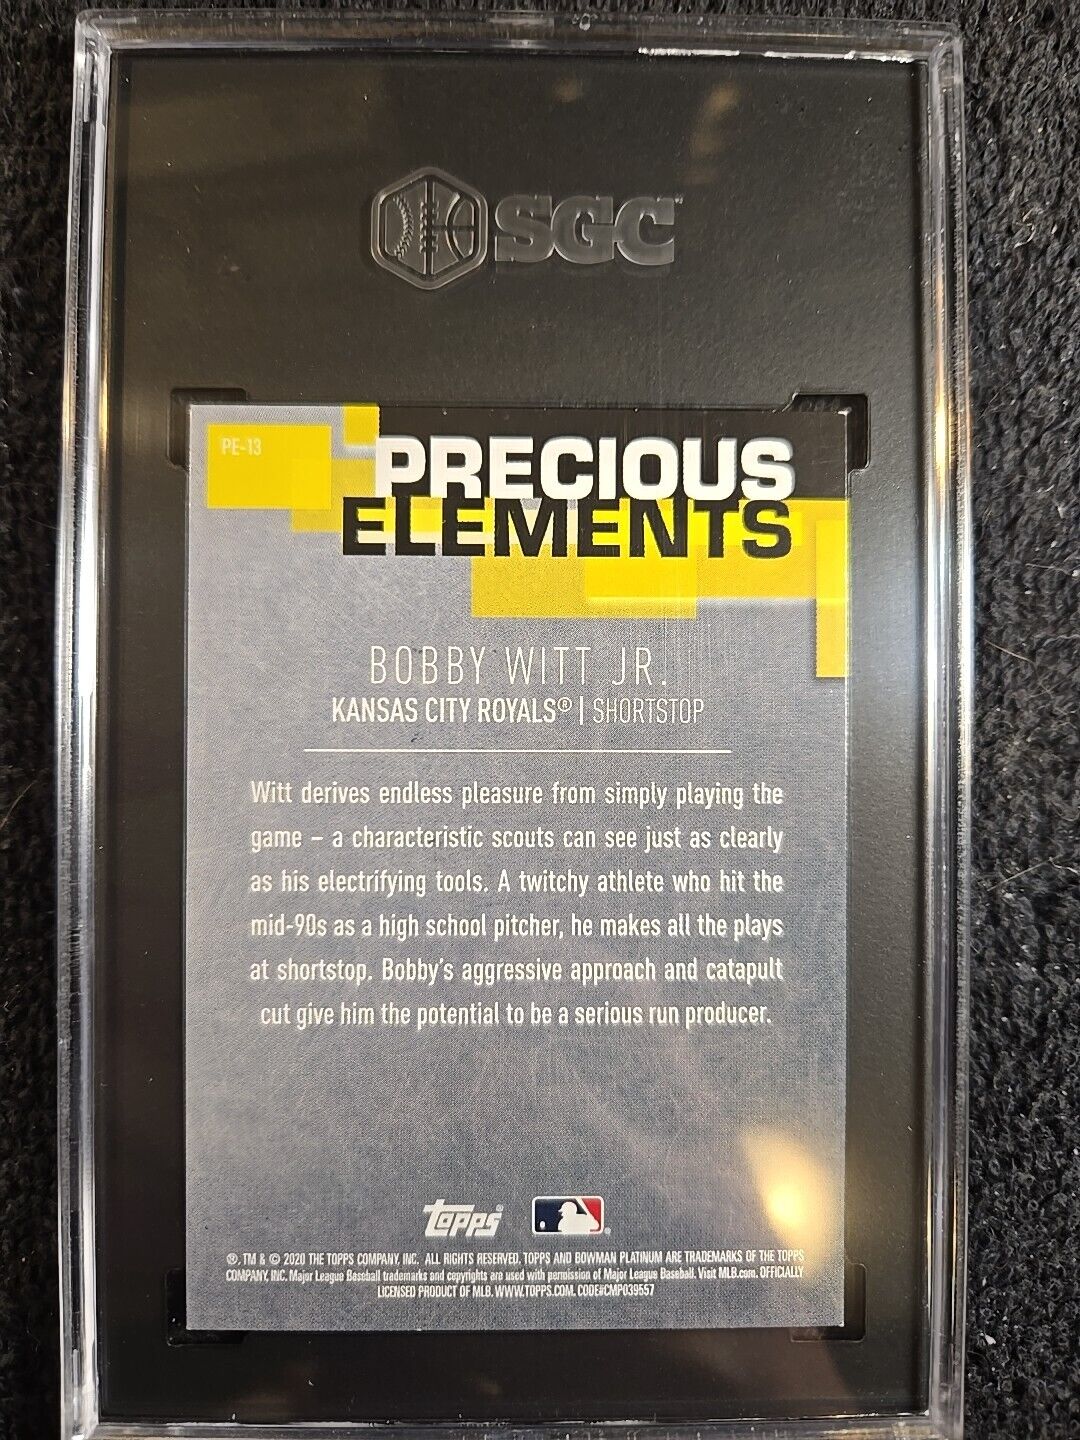 SGC
PE-13
PRECIOUS
ELEMENTS
BOBBY WITT JR.
KANSAS CITY ROYALS® | SHORTSTOP
Witt derives endless pleasure from simply playing the
game – a characteristic scouts can see just as clearly
as his electrifying tools. A twitchy athlete who hit the
mid-90s as a high school pitcher, he makes all the plays
at shortstop. Bobby's aggressive approach and catapult
cut give him the potential to be a serious run producer.
topps®
®, TM & © 2020 THE TOPPS COMPANY, INC. ALL RIGHTS RESERVED. TOPPS AND BOWMAN PLATINUM ARE TRADEMARKS OF THE TOPPS
COMPANY, INC. Major League Baseball trademarks and copyrights are used with permission of Major League Baseball. Visit MLB.com. OFFICIALLY
LICENSED PRODUCT OF MLB. WWW.TOPPS.COM. CODE#CMP039557